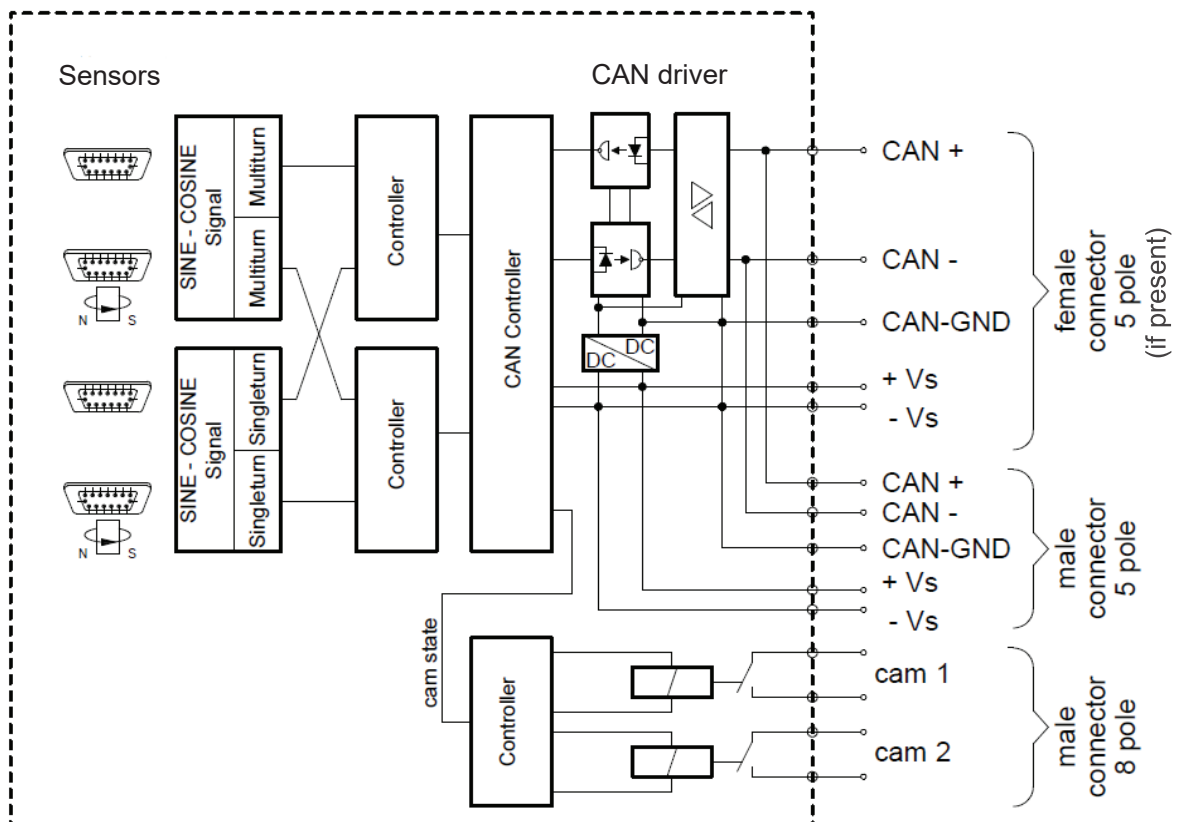 Sensors
CAN driver
SINE - COSINE
Signal
Multiturn
Multiturn
Controller
CAN Controller
CAN +
CAN -
CAN-GND
+ Vs
- Vs
female
connector
5 pole
(if present)
N S
DC
DC
SINE - COSINE
Signal
Singleturn
Singleturn
Controller
N S
CAN +
CAN -
CAN-GND
+ Vs
- Vs
male
connector
5 pole
cam state
Controller
cam 1
cam 2
male
connector
8 pole